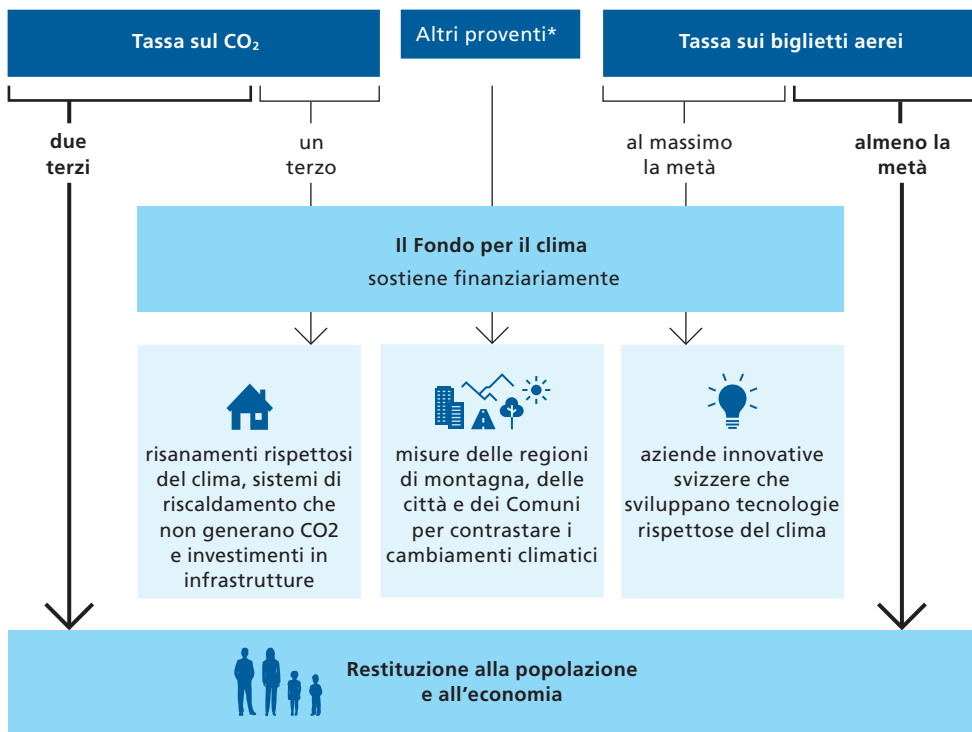 Tassa sul CO₂
Altri proventi*
Tassa sui biglietti aerei
due
terzi
un
terzo
al massimo
la metà
almeno la
metà
Il Fondo per il clima
sostiene finanziariamente
risanamenti rispettosi
del clima, sistemi di
riscaldamento che
non generano CO2
e investimenti in
infrastrutture
misure delle regioni
di montagna, delle
città e dei Comuni
per contrastare i
cambiamenti climatici
aziende innovative
svizzere che
sviluppano tecnologie
rispettose del clima
Restituzione alla popolazione
e all'economia